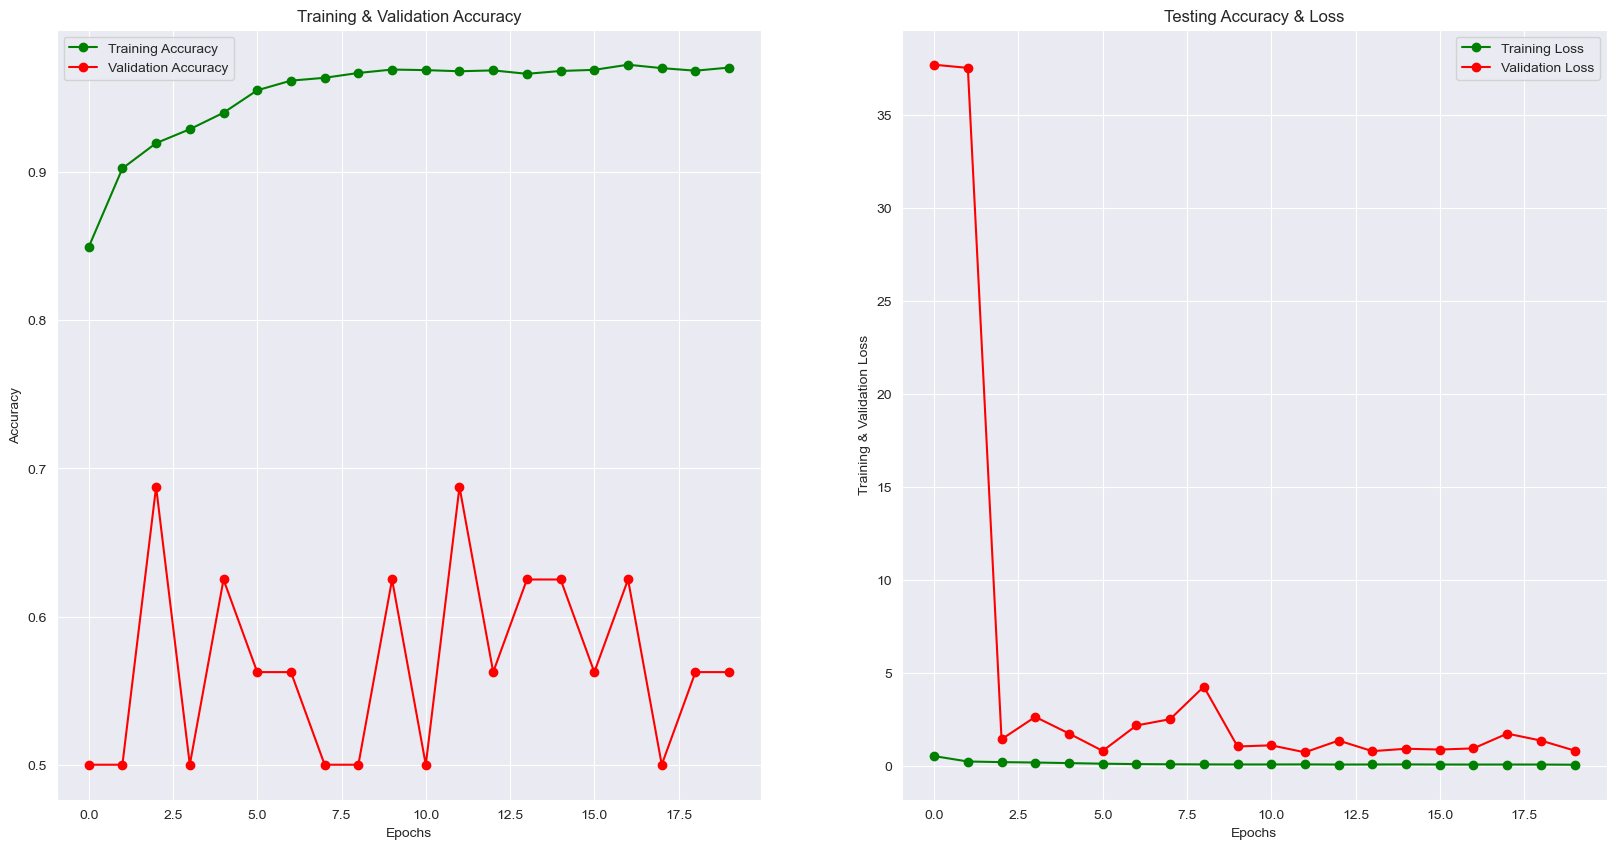 Training & Validation Accuracy
Training Accuracy
Validation Accuracy
0.9
0.8
0.7
0.6
0.5
Accuracy
0.0 2.5 5.0 7.5 10.0 12.5 15.0 17.5
Epochs
Testing Accuracy & Loss
Training Loss
Validation Loss
35
30
25
20
15
10
5
0
Training & Validation Loss
0.0 2.5 5.0 7.5 10.0 12.5 15.0 17.5
Epochs